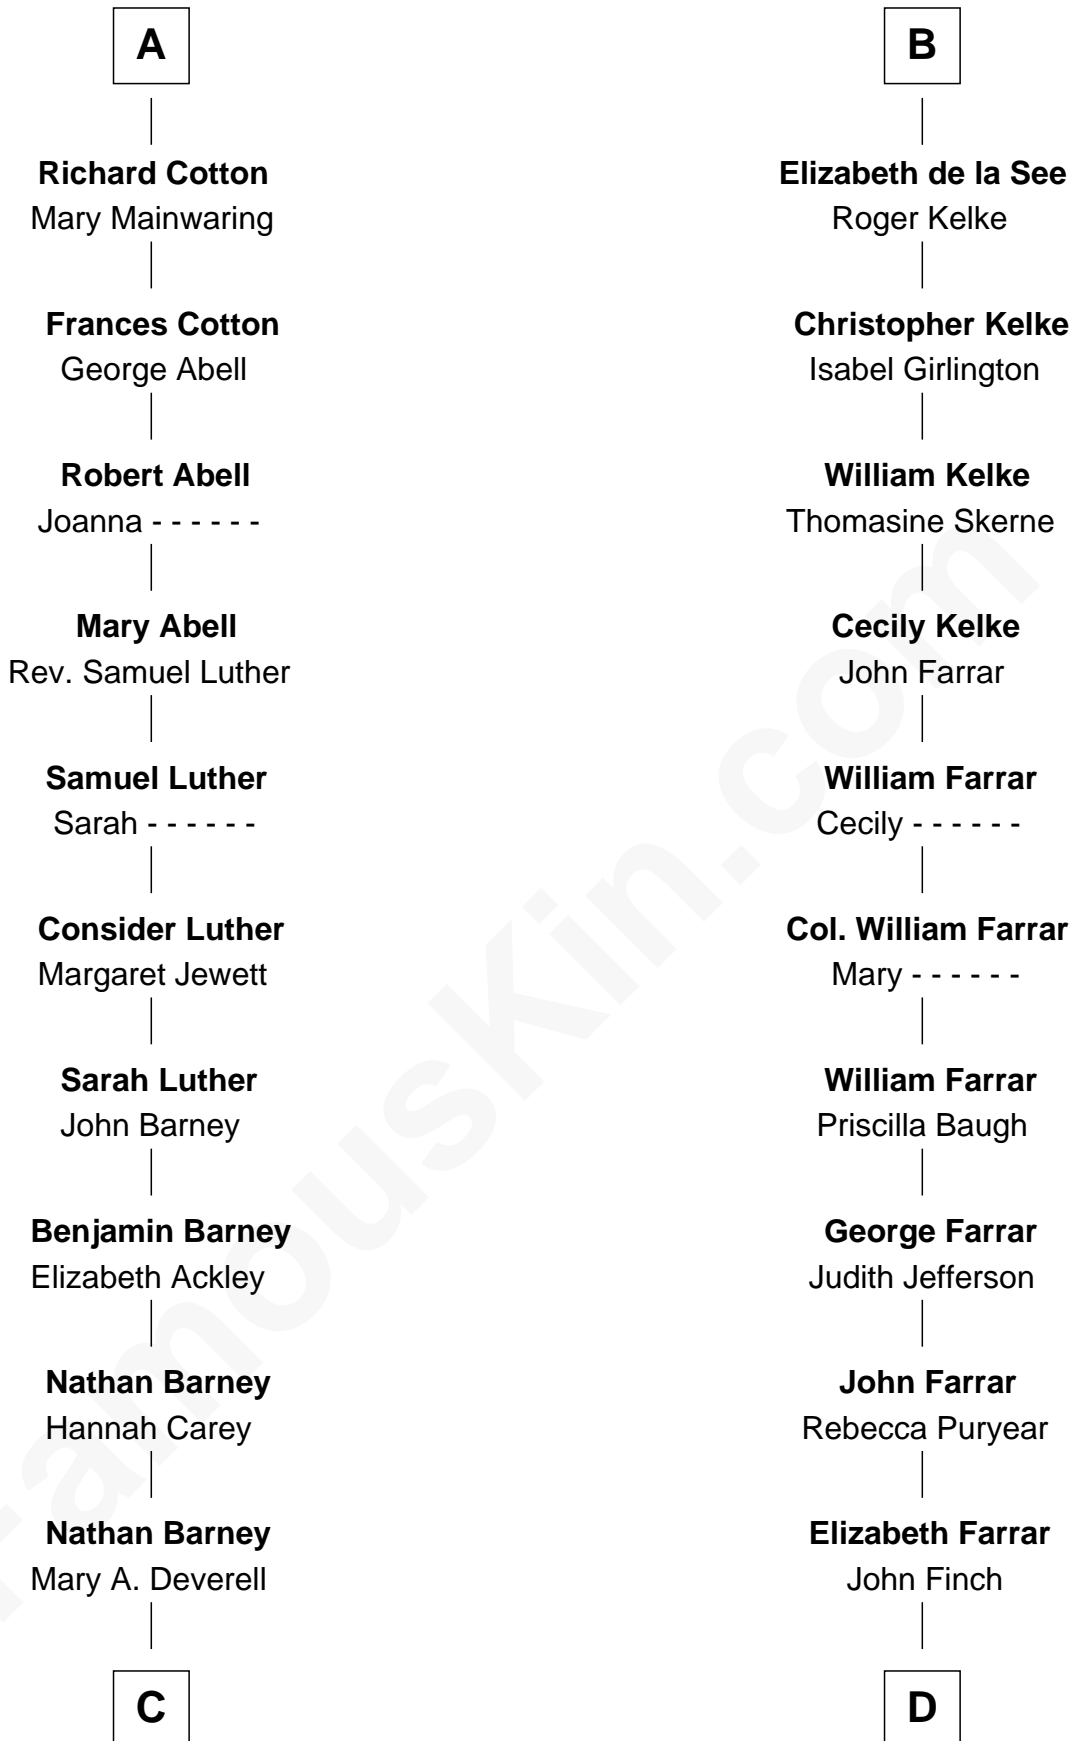 A
Richard Cotton
Mary Mainwaring
Frances Cotton
George Abell
Robert Abell
Joanna - - - - - -
Mary Abell
Rev. Samuel Luther
Samuel Luther
Sarah - - - - - -
Consider Luther
Margaret Jewett
Sarah Luther
John Barney
Benjamin Barney
Elizabeth Ackley
Nathan Barney
Hannah Carey
Nathan Barney
Mary A. Deverell
C
B
Elizabeth de la See
Roger Kelke
Christopher Kelke
Isabel Girlington
William Kelke
Thomasine Skerne
Cecily Kelke
John Farrar
William Farrar
Cecily - - - - - -
Col. William Farrar
Mary - - - - - -
William Farrar
Priscilla Baugh
George Farrar
Judith Jefferson
John Farrar
Rebecca Puryear
Elizabeth Farrar
John Finch
D
FamousKin.com